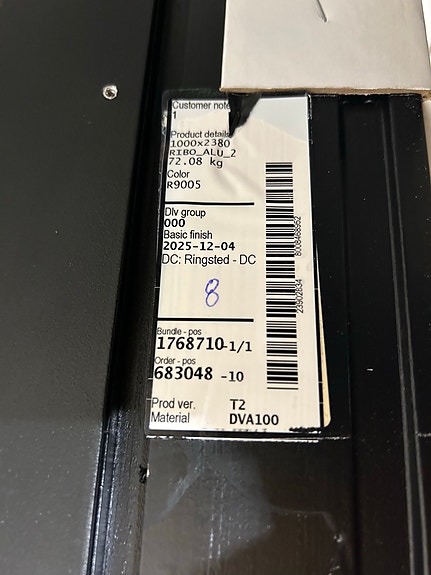 Customer note
1
Product details
1000x2380
RIBO_ALU_2
72.08 kg
Color
R9005
Dlv group
000
Basic finish
2025-12-04
DC: Ringsted - DC
8
Bundle - pos
1768710-1/1
Order - pos
683048 -10
Prod ver. T2
Material DVA100
23902834